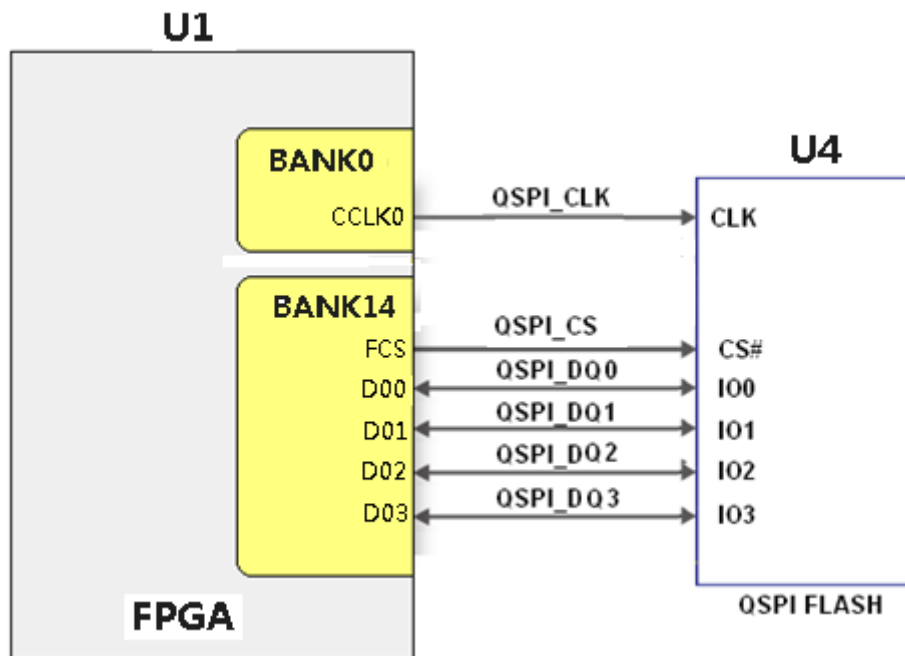 U1
U4
BANK0
CCLK0
QSPI_CLK
CLK
BANK14
FCS
QSPI_CS
CS#
D00
QSPI_DQ0
IO0
D01
QSPI_DQ1
IO1
D02
QSPI_DQ2
IO2
D03
QSPI_DQ3
IO3
FPGA
QSPI FLASH